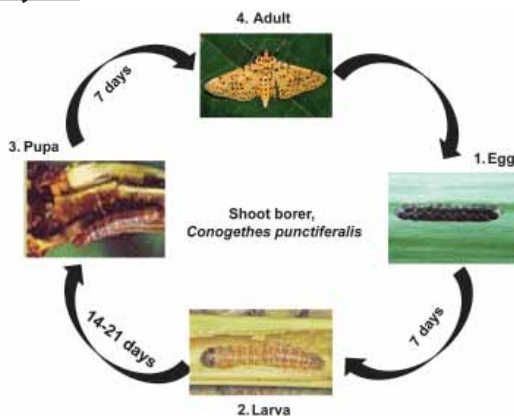 4. Adult
7 days
3. Pupa
1. Egg
Shoot borer,
Conogethes punctiferalis
14-21 days
7 days
2. Larva